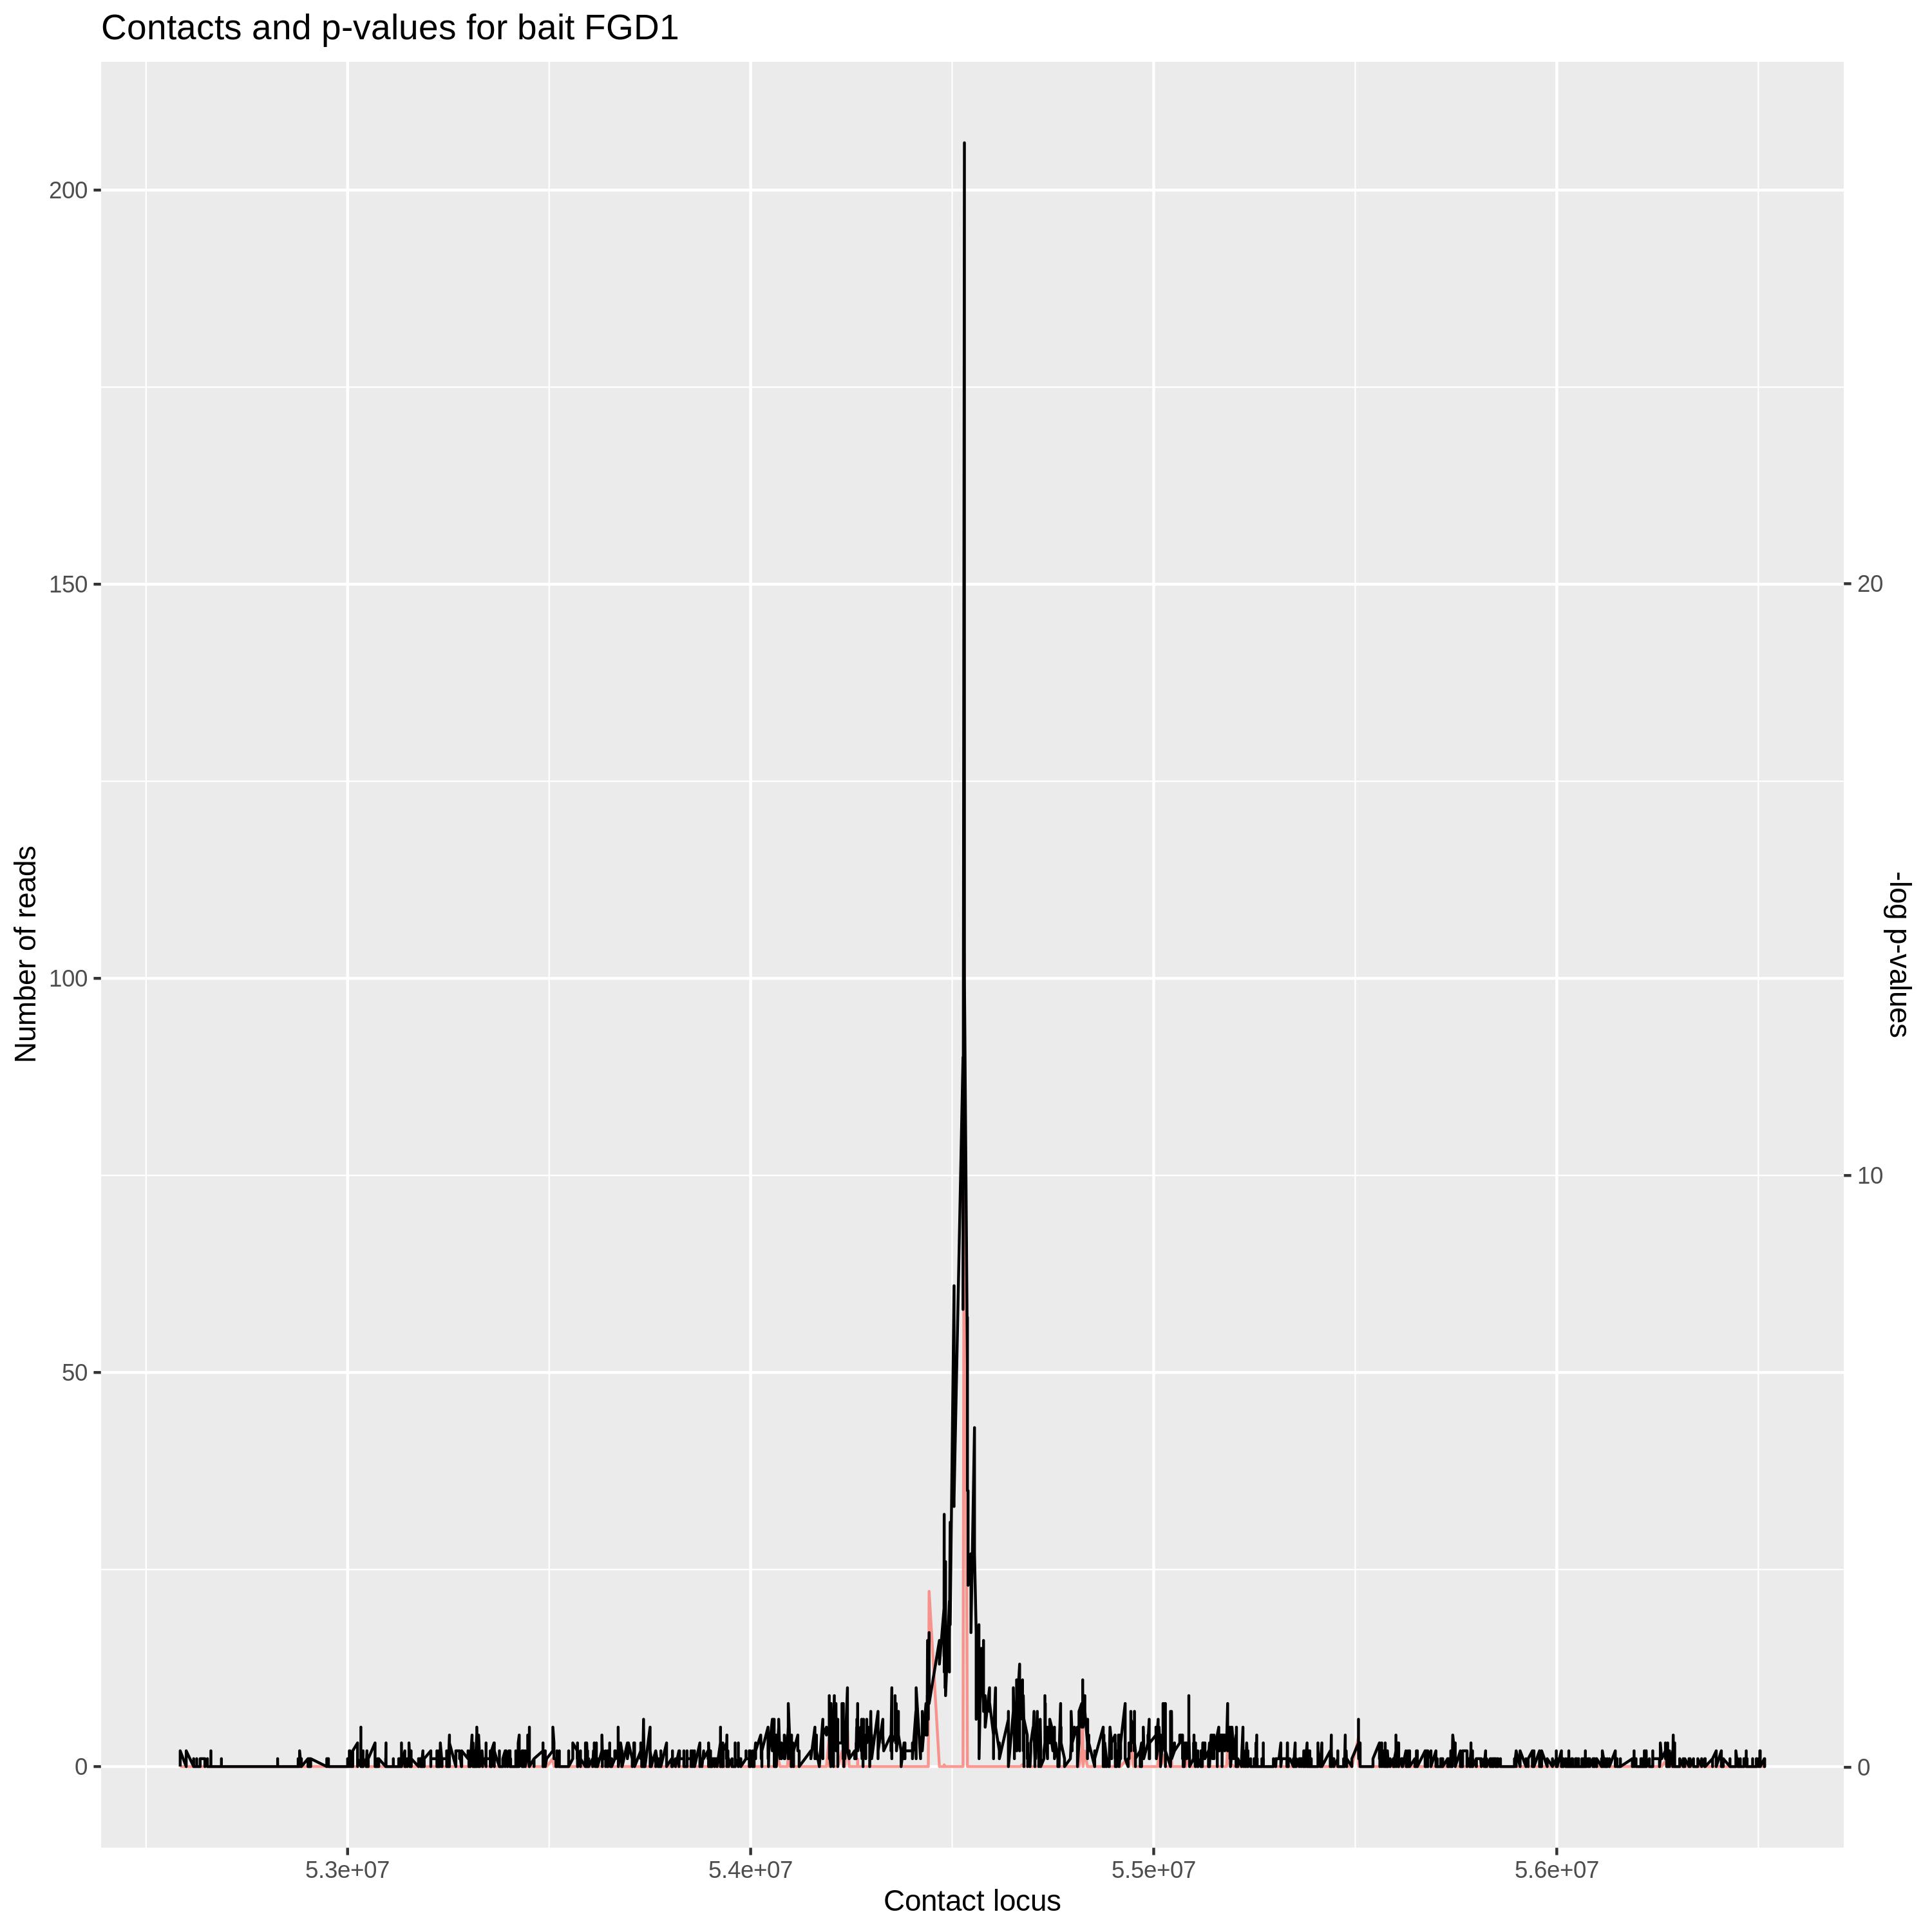 Contacts and p-values for bait FGD1
200
150
100
50
0
Number of reads
20
10
0
-log p-values
5.3e+07
5.4e+07
5.5e+07
5.6e+07
Contact locus